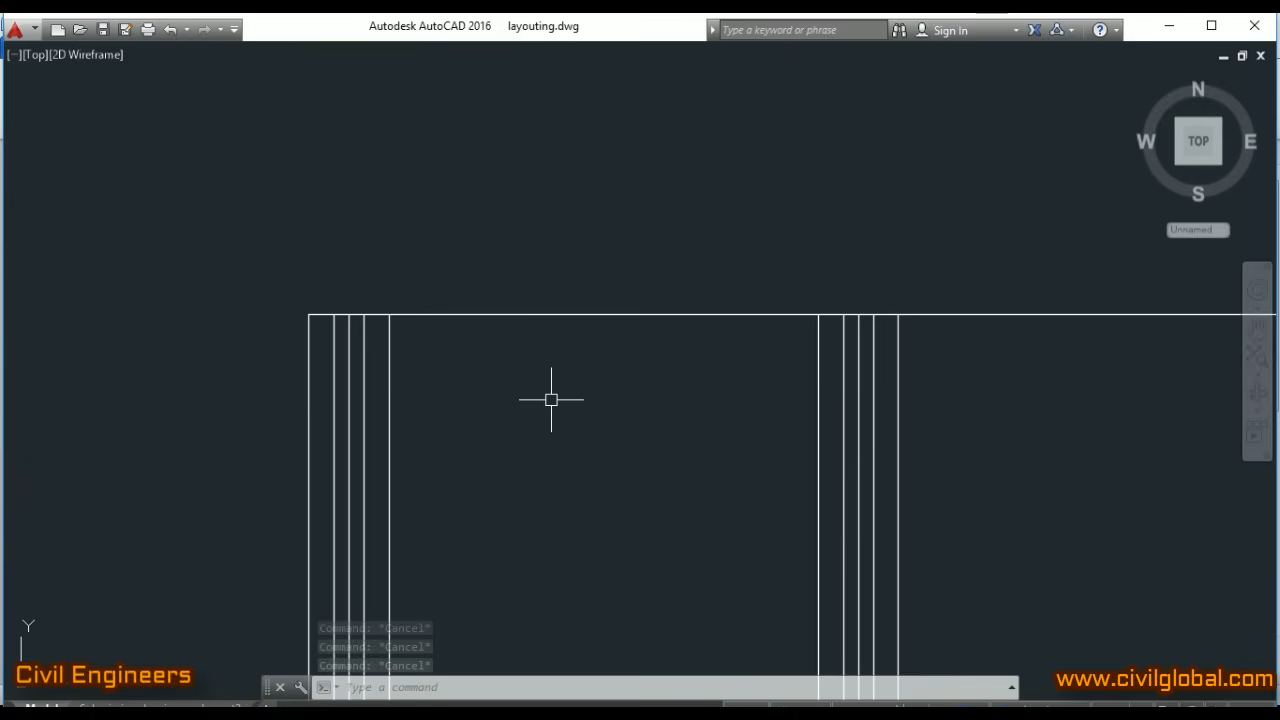 Autodesk AutoCAD 2016 layouting.dwg
Type a keyword or phrase
Sign In
[−][Top][2D Wireframe]
N
W TOP E
S
Unnamed
Y
Command: *Cancel*
Command: *Cancel*
Command: *Cancel*
Type a command
Civil Engineers
www.civilglobal.com